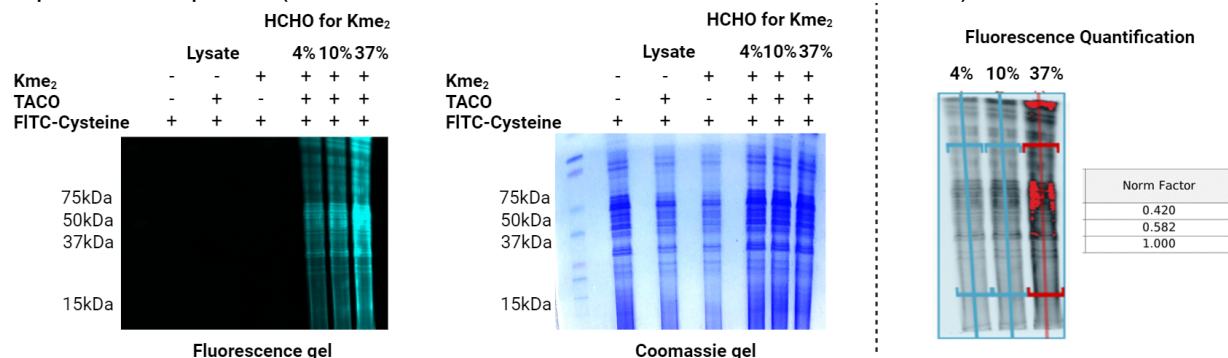 HCHO for Kme₂
Lysate 4% 10% 37%
Kme₂ - - + + + +
TACO - + - + + +
FITC-Cysteine + + + + + +
75kDa
50kDa
37kDa
15kDa
Fluorescence gel
HCHO for Kme₂
Lysate 4% 10% 37%
Kme₂ - - + + + +
TACO - + - + + +
FITC-Cysteine + + + + + +
75kDa
50kDa
37kDa
15kDa
Coomassie gel
Fluorescence Quantification
4% 10% 37%
Norm Factor
0.420
0.582
1.000